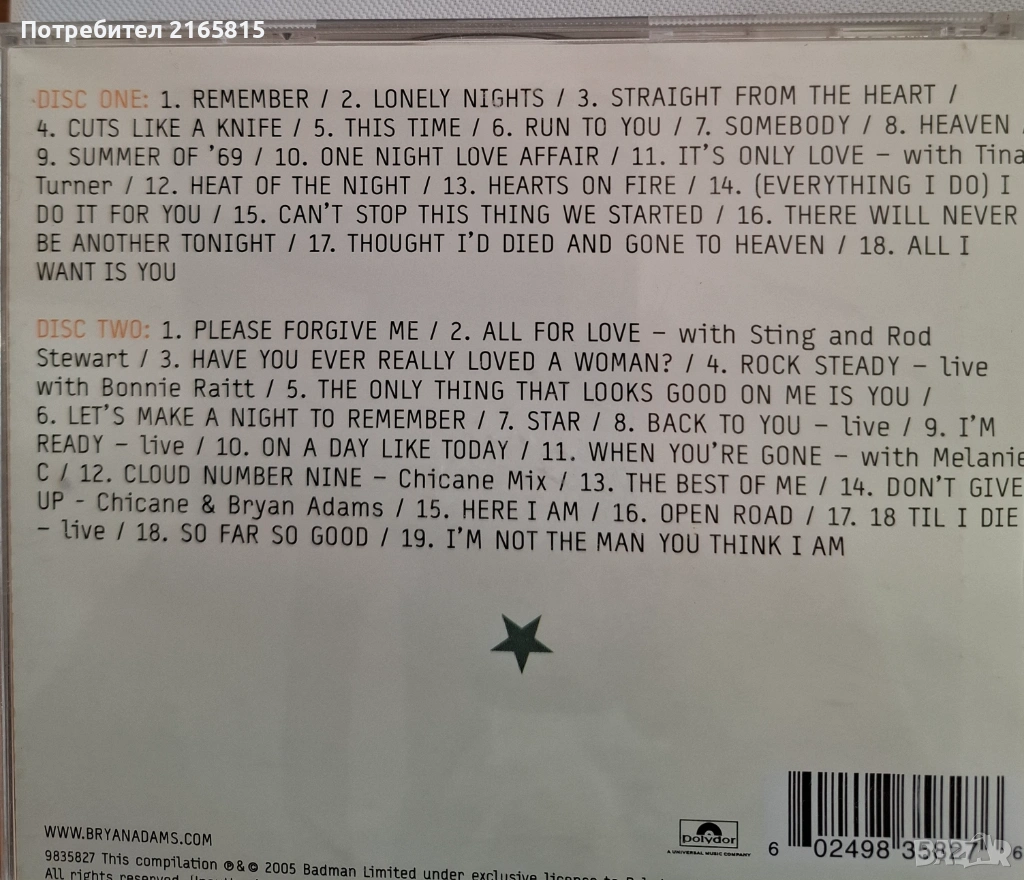 Потребител 2165815
DISC ONE: 1. REMEMBER / 2. LONELY NIGHTS / 3. STRAIGHT FROM THE HEART /
4. CUTS LIKE A KNIFE / 5. THIS TIME / 6. RUN TO YOU / 7. SOMEBODY / 8. HEAVEN /
9. SUMMER OF '69 / 10. ONE NIGHT LOVE AFFAIR / 11. IT'S ONLY LOVE – with Tina
Turner / 12. HEAT OF THE NIGHT / 13. HEARTS ON FIRE / 14. (EVERYTHING I DO) I
DO IT FOR YOU / 15. CAN'T STOP THIS THING WE STARTED / 16. THERE WILL NEVER
BE ANOTHER TONIGHT / 17. THOUGHT I'D DIED AND GONE TO HEAVEN / 18. ALL I
WANT IS YOU
DISC TWO: 1. PLEASE FORGIVE ME / 2. ALL FOR LOVE – with Sting and Rod
Stewart / 3. HAVE YOU EVER REALLY LOVED A WOMAN? / 4. ROCK STEADY – live
with Bonnie Raitt / 5. THE ONLY THING THAT LOOKS GOOD ON ME IS YOU /
6. LET'S MAKE A NIGHT TO REMEMBER / 7. STAR / 8. BACK TO YOU – live / 9. I'M
READY – live / 10. ON A DAY LIKE TODAY / 11. WHEN YOU'RE GONE – with Melanie
C / 12. CLOUD NUMBER NINE – Chicane Mix / 13. THE BEST OF ME / 14. DON'T GIVE
UP - Chicane & Bryan Adams / 15. HERE I AM / 16. OPEN ROAD / 17. 18 TIL I DIE
– live / 18. SO FAR SO GOOD / 19. I'M NOT THE MAN YOU THINK I AM
WWW.BRYANADAMS.COM
polydor
A UNIVERSAL MUSIC COMPANY
6 02498 35827 6
9835827 This compilation ℗&© 2005 Badman Limited under exclusive licence to
All rights reserved.